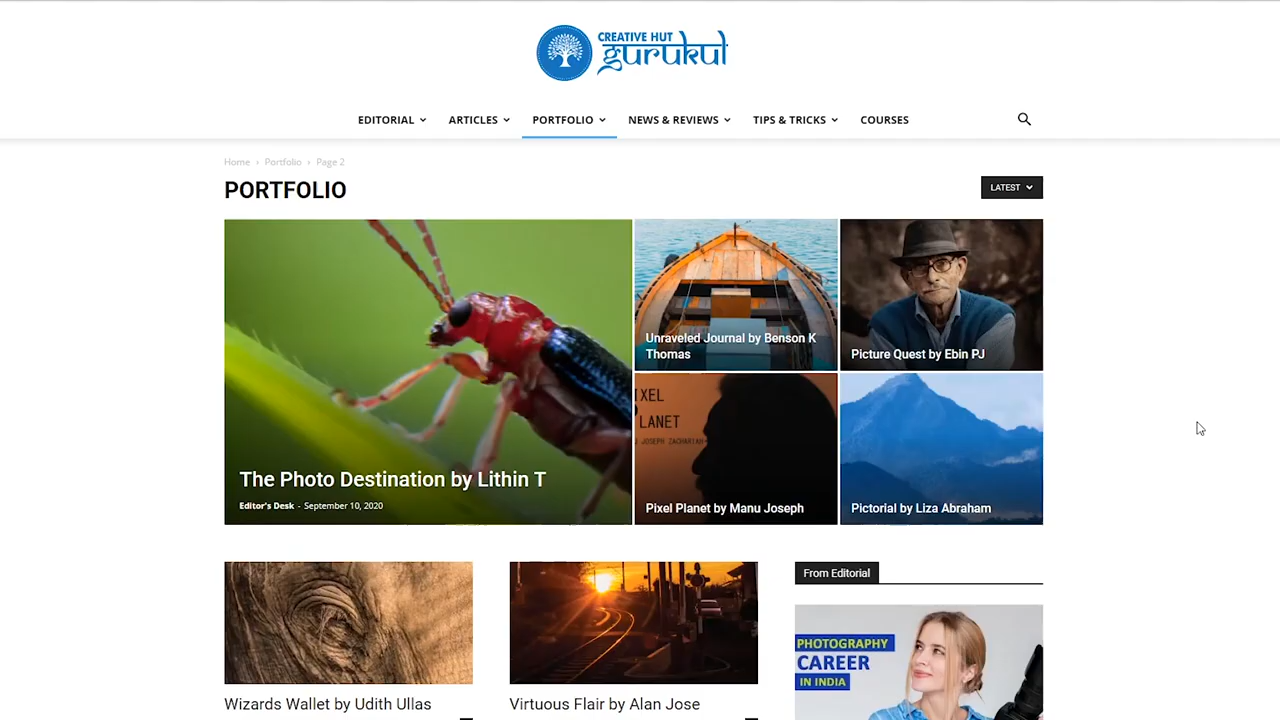 CREATIVE HUT
gurukul
EDITORIAL ARTICLES PORTFOLIO NEWS & REVIEWS TIPS & TRICKS COURSES
Home › Portfolio › Page 2
PORTFOLIO
LATEST
The Photo Destination by Lithin T
Editor's Desk - September 10, 2020
Unraveled Journal by Benson K
Thomas
Picture Quest by Ebin PJ
IXEL
LANET
JOSEPH ZACHARIAH
Pixel Planet by Manu Joseph
Pictorial by Liza Abraham
Wizards Wallet by Udith Ullas
Virtuous Flair by Alan Jose
From Editorial
PHOTOGRAPHY
CAREER
IN INDIA